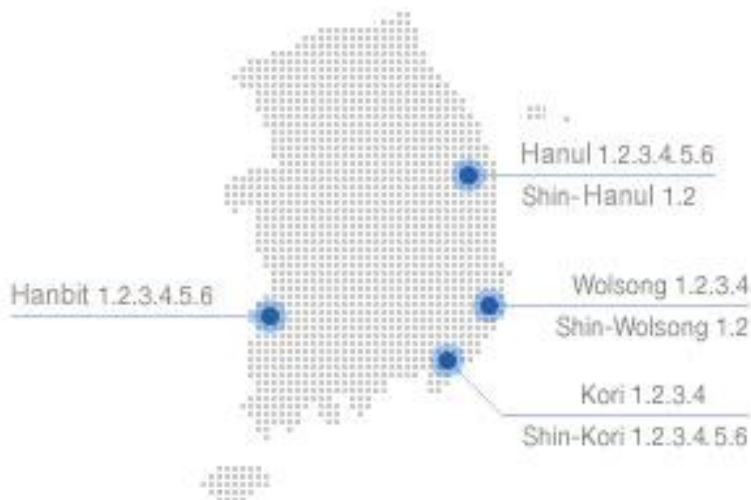 Hanul 1.2.3.4.5.6
Shin-Hanul 1.2
Hanbit 1.2.3.4.5.6
Wolsong 1.2.3.4
Shin-Wolsong 1.2
Kori 1.2.3.4
Shin-Kori 1.2.3.4.5.6